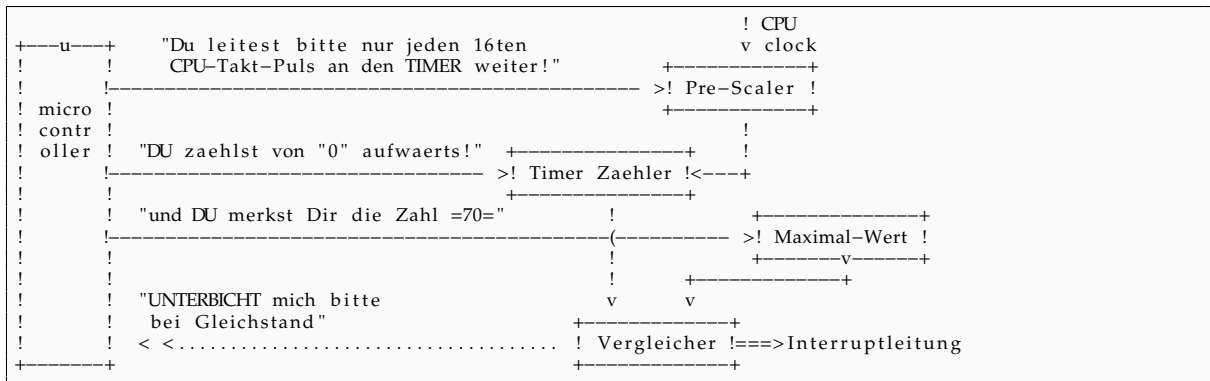 ! CPU
+---u---+ "Du leitest bitte nur jeden 16ten v clock
! ! CPU-Takt-Puls an den TIMER weiter!" +------------+
! !----------------------------------------------- >! Pre-Scaler !
! micro ! +------------+
! contr ! !
! oller ! "DU zaehlst von "0" aufwaerts!" +---------------+ !
! !--------------------------------- >! Timer Zaehler !<---+
! ! +---------------+
! ! "und DU merkst Dir die Zahl =70=" ! +--------------+
! !--------------------------------------------(---------- >! Maximal-Wert !
! ! ! +-------v------+
! ! ! +-------------+
! ! "UNTERBICHT mich bitte v v
! ! bei Gleichstand" +-------------+
! ! < <..................................... ! Vergleicher !===>Interruptleitung
+-------+ +-------------+